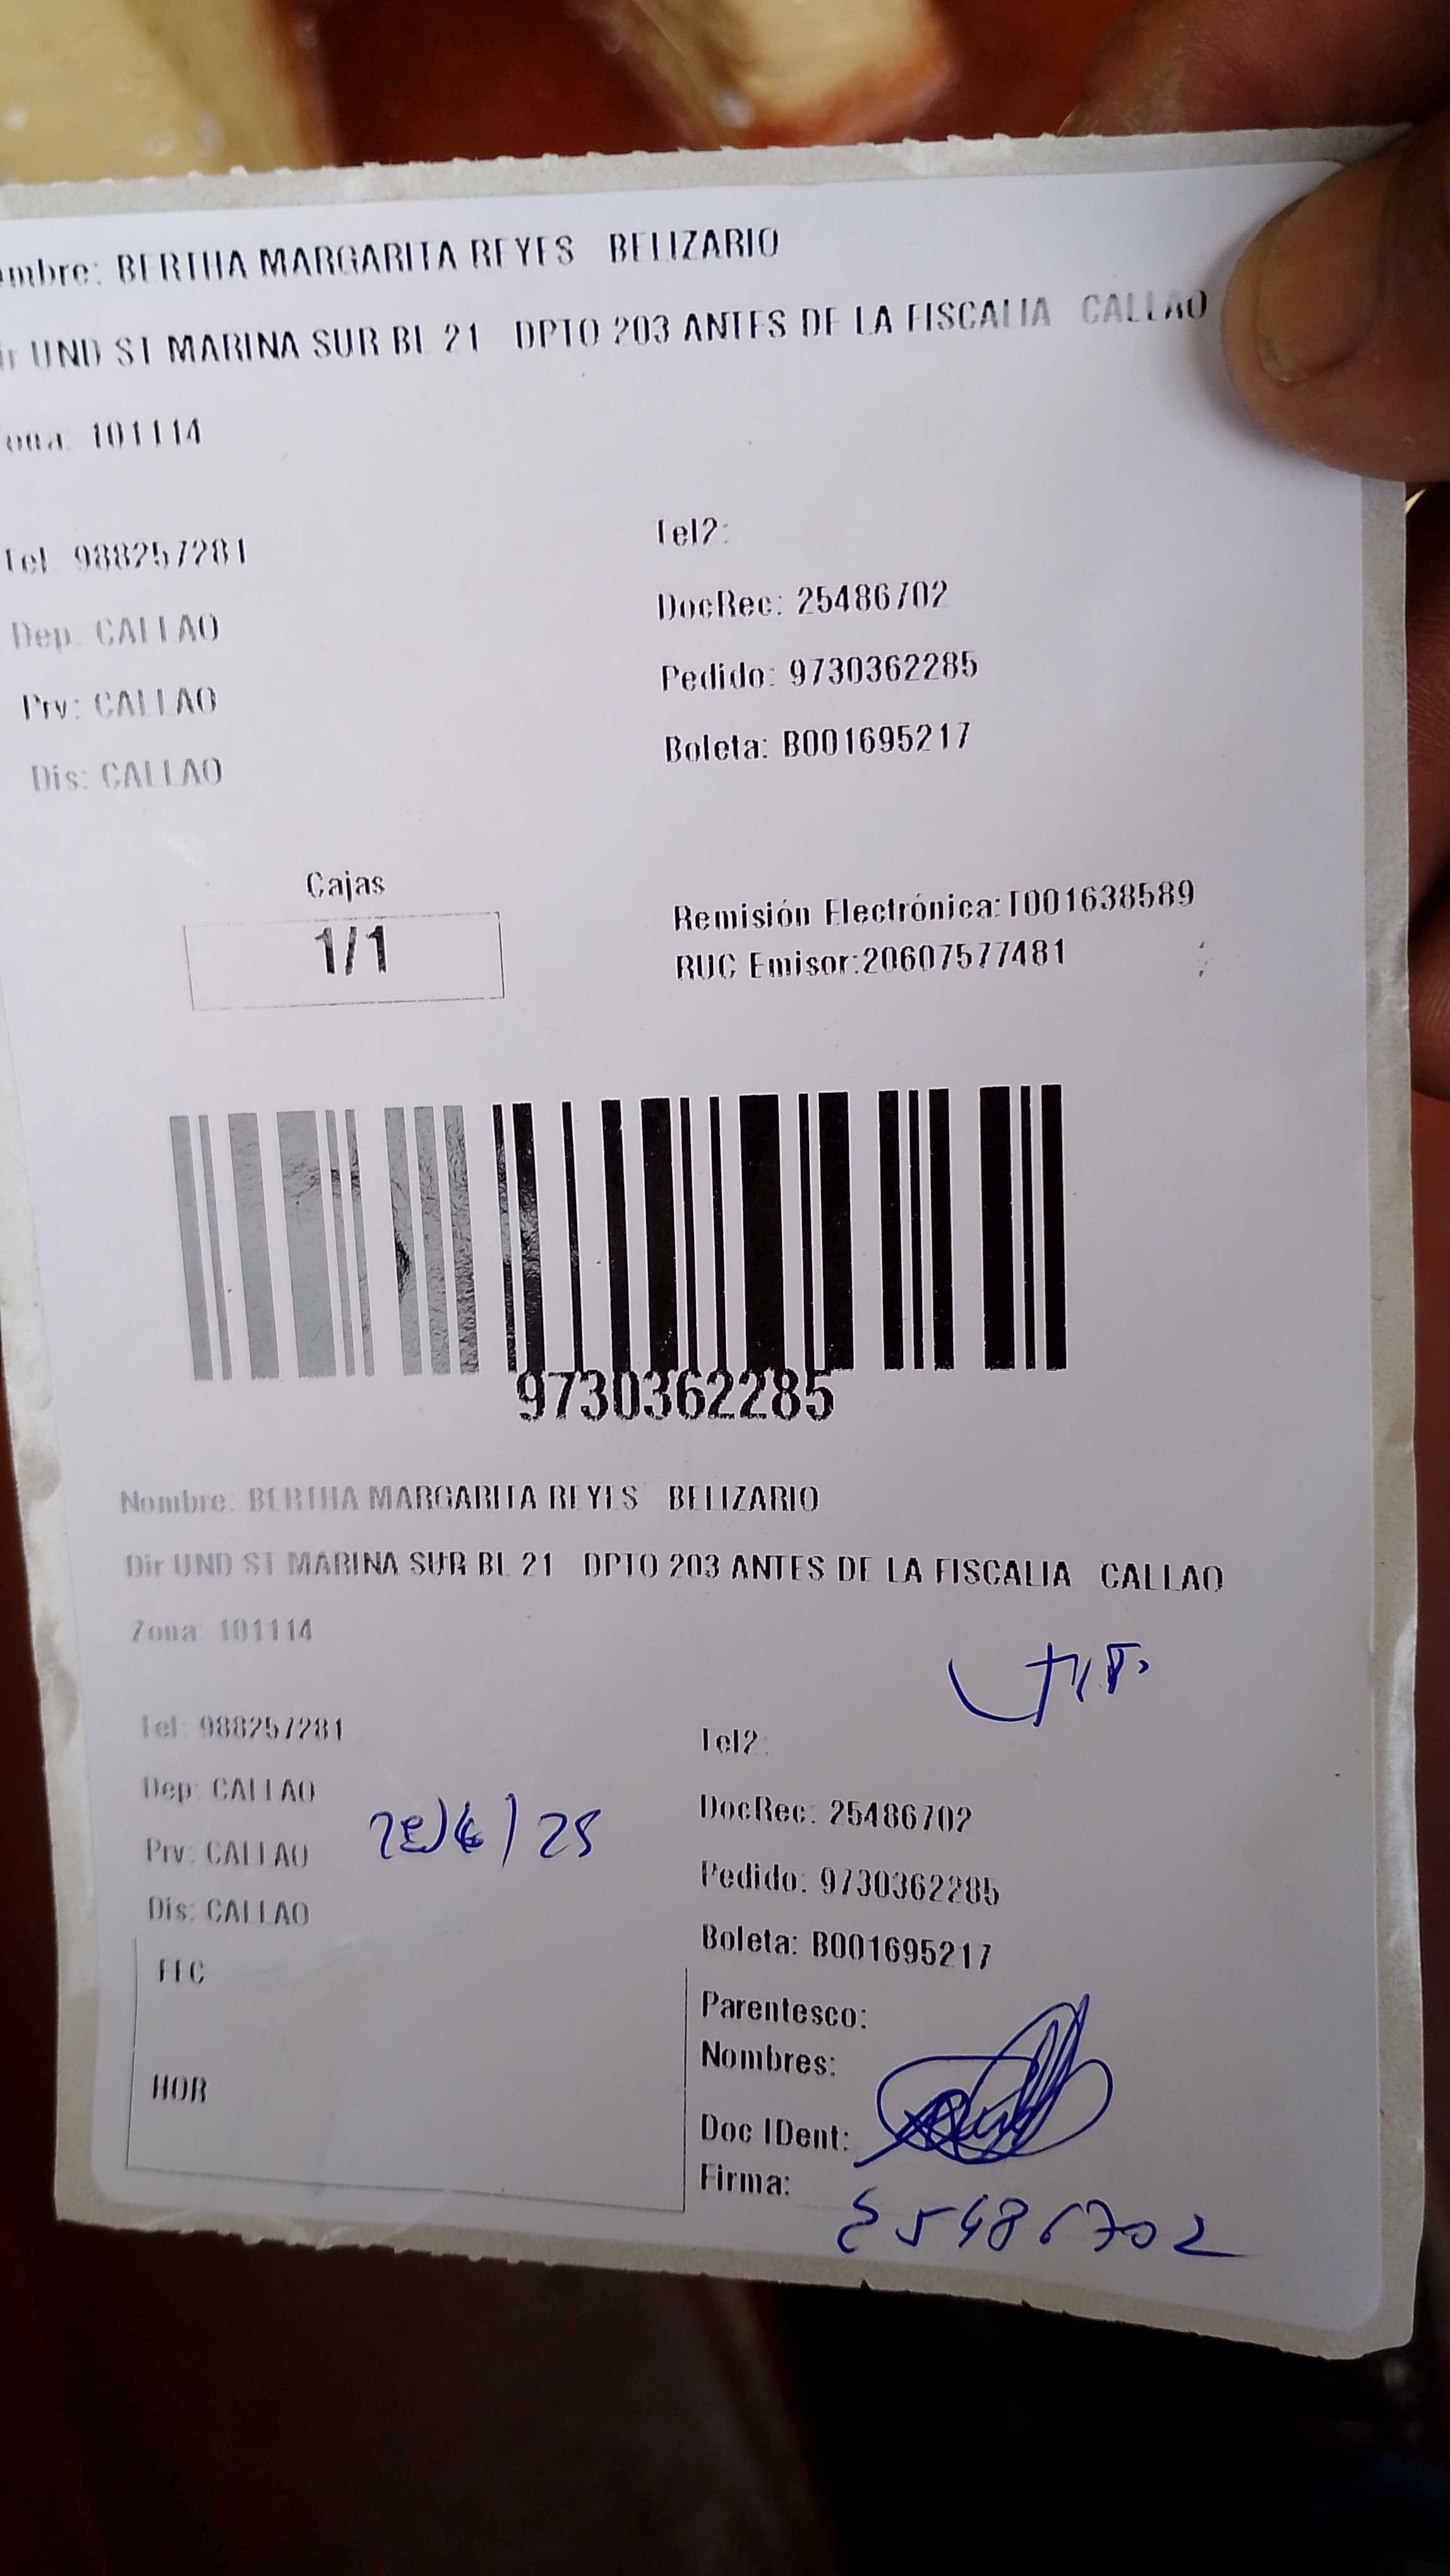 mbre: BERTHA MARGARITA REYES BELIZARIO
UND ST MARINA SUR BL 21 DPTO 203 ANTES DE LA FISCALIA CALLAO
ona: 101114
Tel: 988257281
Tel2:
Dep: CALLAO
DocRec: 25486702
Prv: CALLAO
Pedido: 9730362285
Dis: CALLAO
Boleta: B001695217
Cajas
1/1
Remisión Electrónica:T001638589
RUC Emisor:20607577481
9730362285
Nombre: BERTHA MARGARITA REYES BELIZARIO
Dir UND ST MARINA SUR BL 21 DPTO 203 ANTES DE LA FISCALIA CALLAO
Zona: 101114
Tel: 988257281
Tel2:
Dep: CALLAO
DocRec: 25486702
Prv: CALLAO
Pedido: 9730362285
Dis: CALLAO
Boleta: B001695217
FEC
HOR
Parentesco:
Nombres:
Doc IDent:
Firma:
25486702